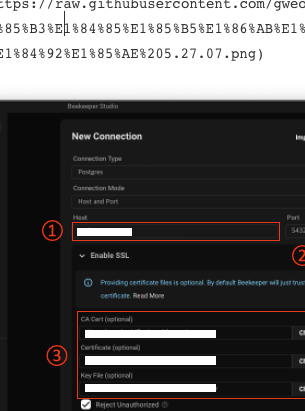 ttps://raw.githubusercontent.com/gweo
%85%B3%E1%84%85%E1%85%B5%E1%86%AB%E1%
E1%84%92%E1%85%AE%205.27.07.png)
Beekeeper Studio
New Connection
Imp
Connection Type
Postgres
Connection Mode
Host and Port
Host
Port
1
5432
Enable SSL
2
Providing certificate files is optional. By default Beekeeper will just trust
certificate. Read More
CA Cert (optional)
Ch
Certificate (optional)
3
Ch
Key File (optional)
Ch
Reject Unauthorized